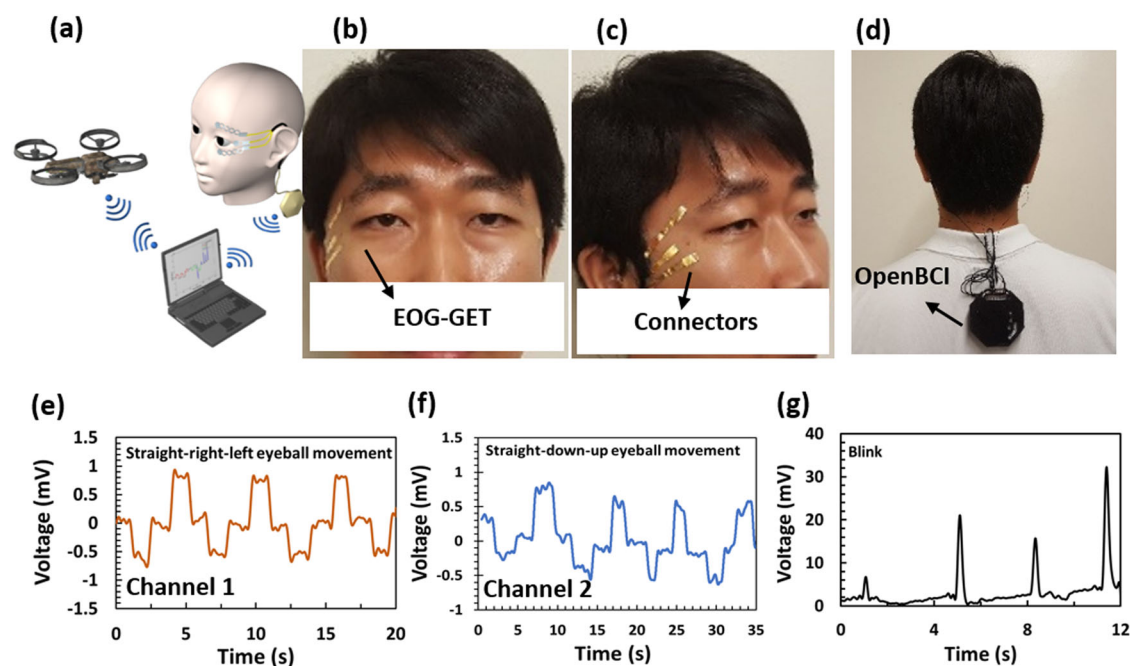 (a)
(b)
(c)
(d)
EOG-GET
Connectors
OpenBCI
(e)
(f)
(g)
1.5
1
0.5
0
-0.5
-1
-1.5
Voltage (mV)
Straight-right-left eyeball movement
Channel 1
0 5 10 15 20
Time (s)
1.5
1
0.5
0
-0.5
-1
Voltage (mV)
Straight-down-up eyeball movement
Channel 2
0 5 10 15 20 25 30 35
Time (s)
40
30
20
10
0
Voltage (mV)
Blink
0 4 8 12
Time (s)